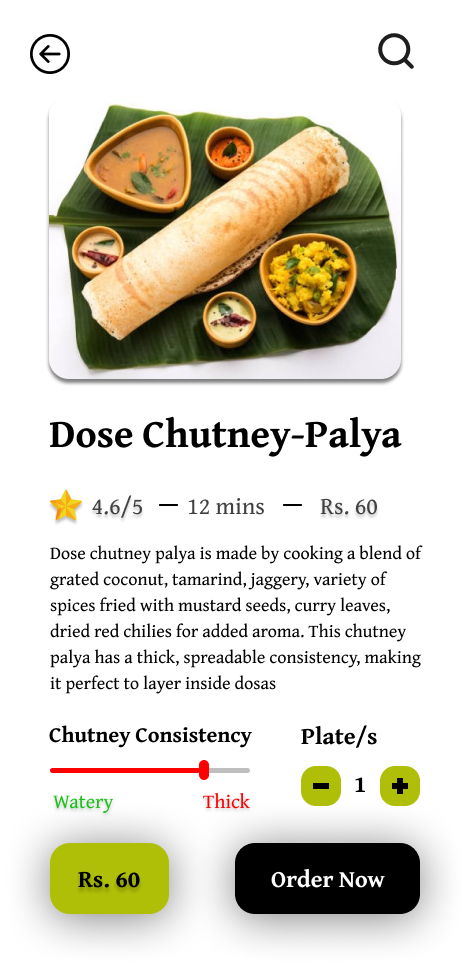 Dose Chutney-Palya
4.6/5 — 12 mins — Rs. 60
Dose chutney palya is made by cooking a blend of
grated coconut, tamarind, jaggery, variety of
spices fried with mustard seeds, curry leaves,
dried red chilies for added aroma. This chutney
palya has a thick, spreadable consistency, making
it perfect to layer inside dosas
Chutney Consistency
Plate/s
Watery
Thick
1
Rs. 60
Order Now